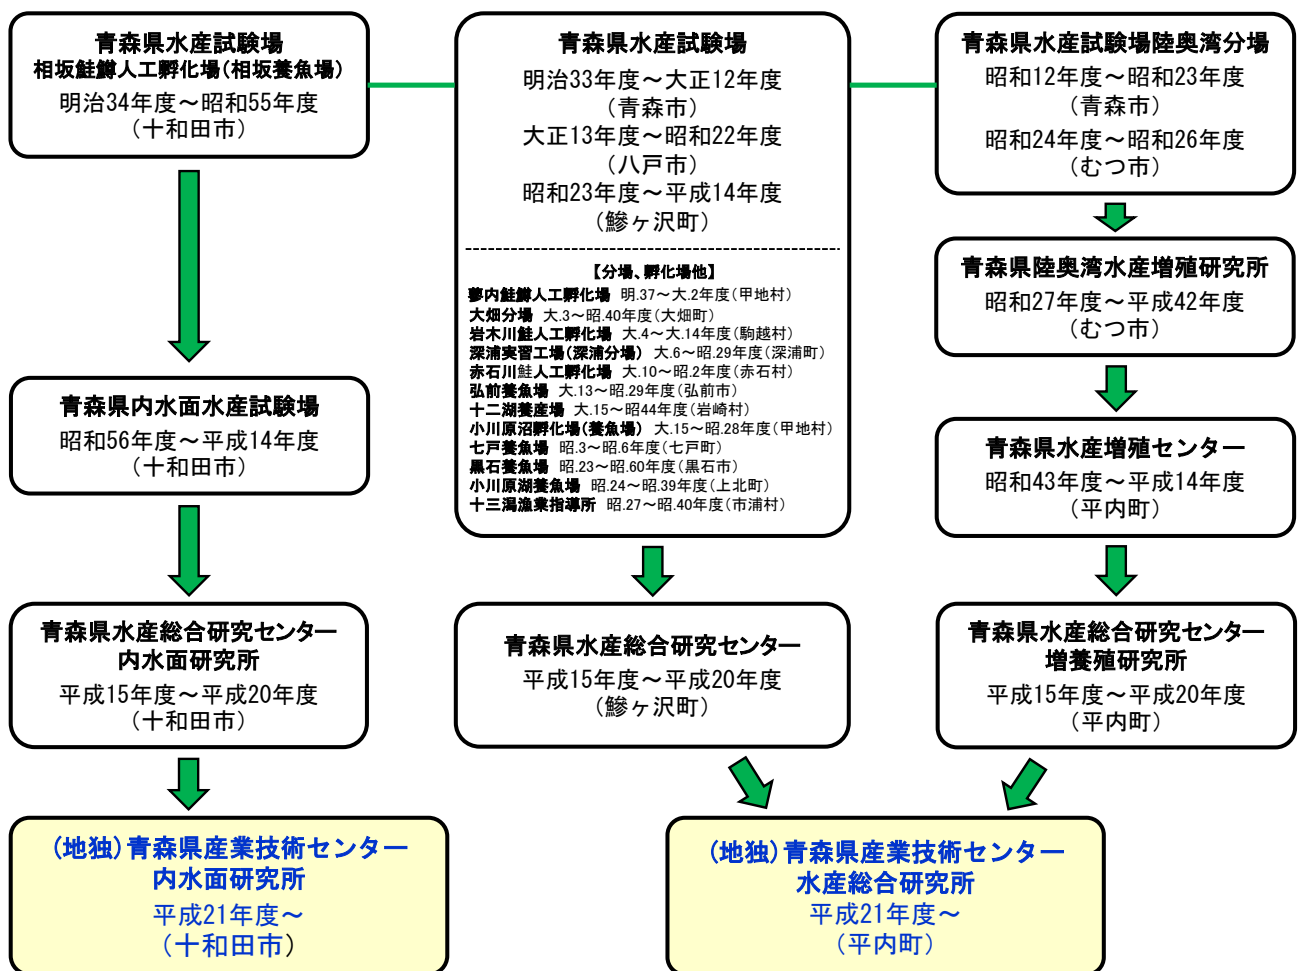 青森県水産試験場
相坂鮭鱒人工孵化場(相坂養魚場)
明治34年度～昭和55年度
(十和田市)
青森県内水面水産試験場
昭和56年度～平成14年度
(十和田市)
青森県水産総合研究センター
内水面研究所
平成15年度～平成20年度
(十和田市)
(地独)青森県産業技術センター
内水面研究所
平成21年度～
(十和田市)
青森県水産試験場
明治33年度～大正12年度
(青森市)
大正13年度～昭和22年度
(八戸市)
昭和23年度～平成14年度
(鰺ヶ沢町)
【分場、孵化場他】
夢内鮭鱒人工孵化場 明.37～大.2年度(甲地村)
大畑分場 大.3～昭.40年度(大畑町)
岩木川鮭人工孵化場 大.4～大.14年度(駒越村)
深浦実習工場(深浦分場) 大.6～昭.29年度(深浦町)
赤石川鮭人工孵化場 大.10～昭.2年度(赤石村)
弘前養魚場 大.13～昭.29年度(弘前市)
十二湖養産場 大.15～昭44年度(岩崎村)
小川原沼孵化場(養魚場) 大.15～昭.28年度(甲地村)
七戸養魚場 昭.3～昭.6年度(七戸町)
黒石養魚場 昭.23～昭.60年度(黒石市)
小川原湖養魚場 昭.24～昭.39年度(上北町)
十三潟漁業指導所 昭.27～昭.40年度(市浦村)
青森県水産総合研究センター
平成15年度～平成20年度
(鰺ヶ沢町)
青森県水産試験場陸奥湾分場
昭和12年度～昭和23年度
(青森市)
昭和24年度～昭和26年度
(むつ市)
青森県陸奥湾水産増殖研究所
昭和27年度～平成42年度
(むつ市)
青森県水産増殖センター
昭和43年度～平成14年度
(平内町)
青森県水産総合研究センター
増養殖研究所
平成15年度～平成20年度
(平内町)
(地独)青森県産業技術センター
水産総合研究所
平成21年度～
(平内町)